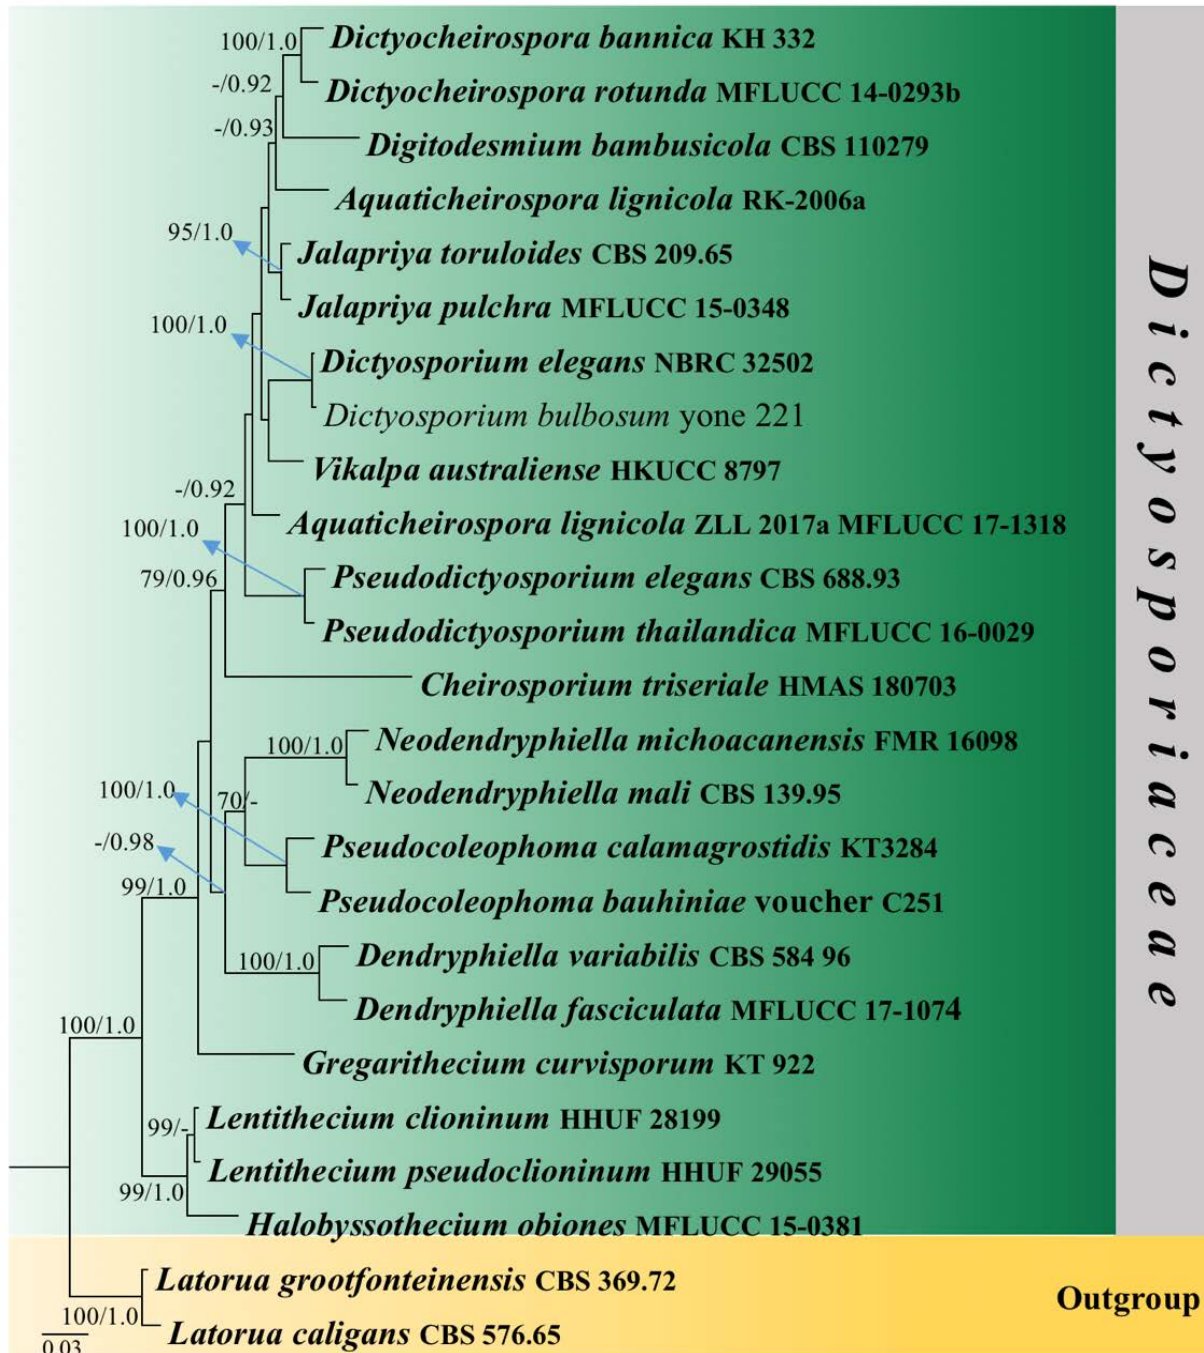 100/1.0
Dictyocheirospora bannica KH 332
-/0.92
Dictyocheirospora rotunda MFLUCC 14-0293b
-/0.93
Digitodesmium bambusicola CBS 110279
Aquaticheirospora lignicola RK-2006a
95/1.0
Jalapriya toruloides CBS 209.65
Jalapriya pulchra MFLUCC 15-0348
100/1.0
Dictyosporium elegans NBRC 32502
Dictyosporium bulbosum yone 221
Vikalpa australiense HKUCC 8797
-/0.92
Aquaticheirospora lignicola ZLL 2017a MFLUCC 17-1318
100/1.0
Pseudodictyosporium elegans CBS 688.93
79/0.96
Pseudodictyosporium thailandica MFLUCC 16-0029
Cheirosporium triseriale HMAS 180703
100/1.0
Neodendryphiella michoacanensis FMR 16098
100/1.0
70/-
Neodendryphiella mali CBS 139.95
-/0.98
Pseudocoleophoma calamagrostidis KT3284
99/1.0
Pseudocoleophoma bauhiniae voucher C251
100/1.0
Dendryphiella variabilis CBS 584 96
Dendryphiella fasciculata MFLUCC 17-1074
100/1.0
Gregarithecium curvisporum KT 922
99/-
Lentithecium clioninum HHUF 28199
Lentithecium pseudoclioninum HHUF 29055
99/1.0
Halobyssothecium obiones MFLUCC 15-0381
Latorua grootfonteinensis CBS 369.72
100/1.0
Latorua caligans CBS 576.65
0.03
Dictyosporiaceae
Outgroup